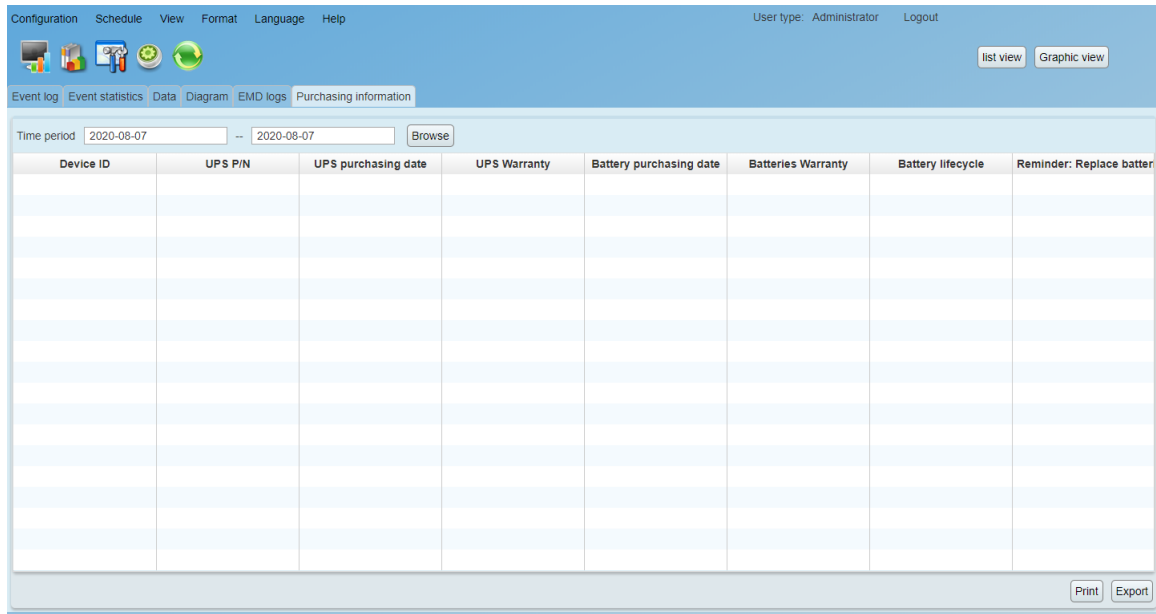 Configuration Schedule View Format Language Help User type: Administrator Logout
list view Graphic view
Event log Event statistics Data Diagram EMD logs Purchasing information
Time period 2020-08-07 -- 2020-08-07 Browse
Device ID UPS P/N UPS purchasing date UPS Warranty Battery purchasing date Batteries Warranty Battery lifecycle Reminder: Replace batter
Print Export